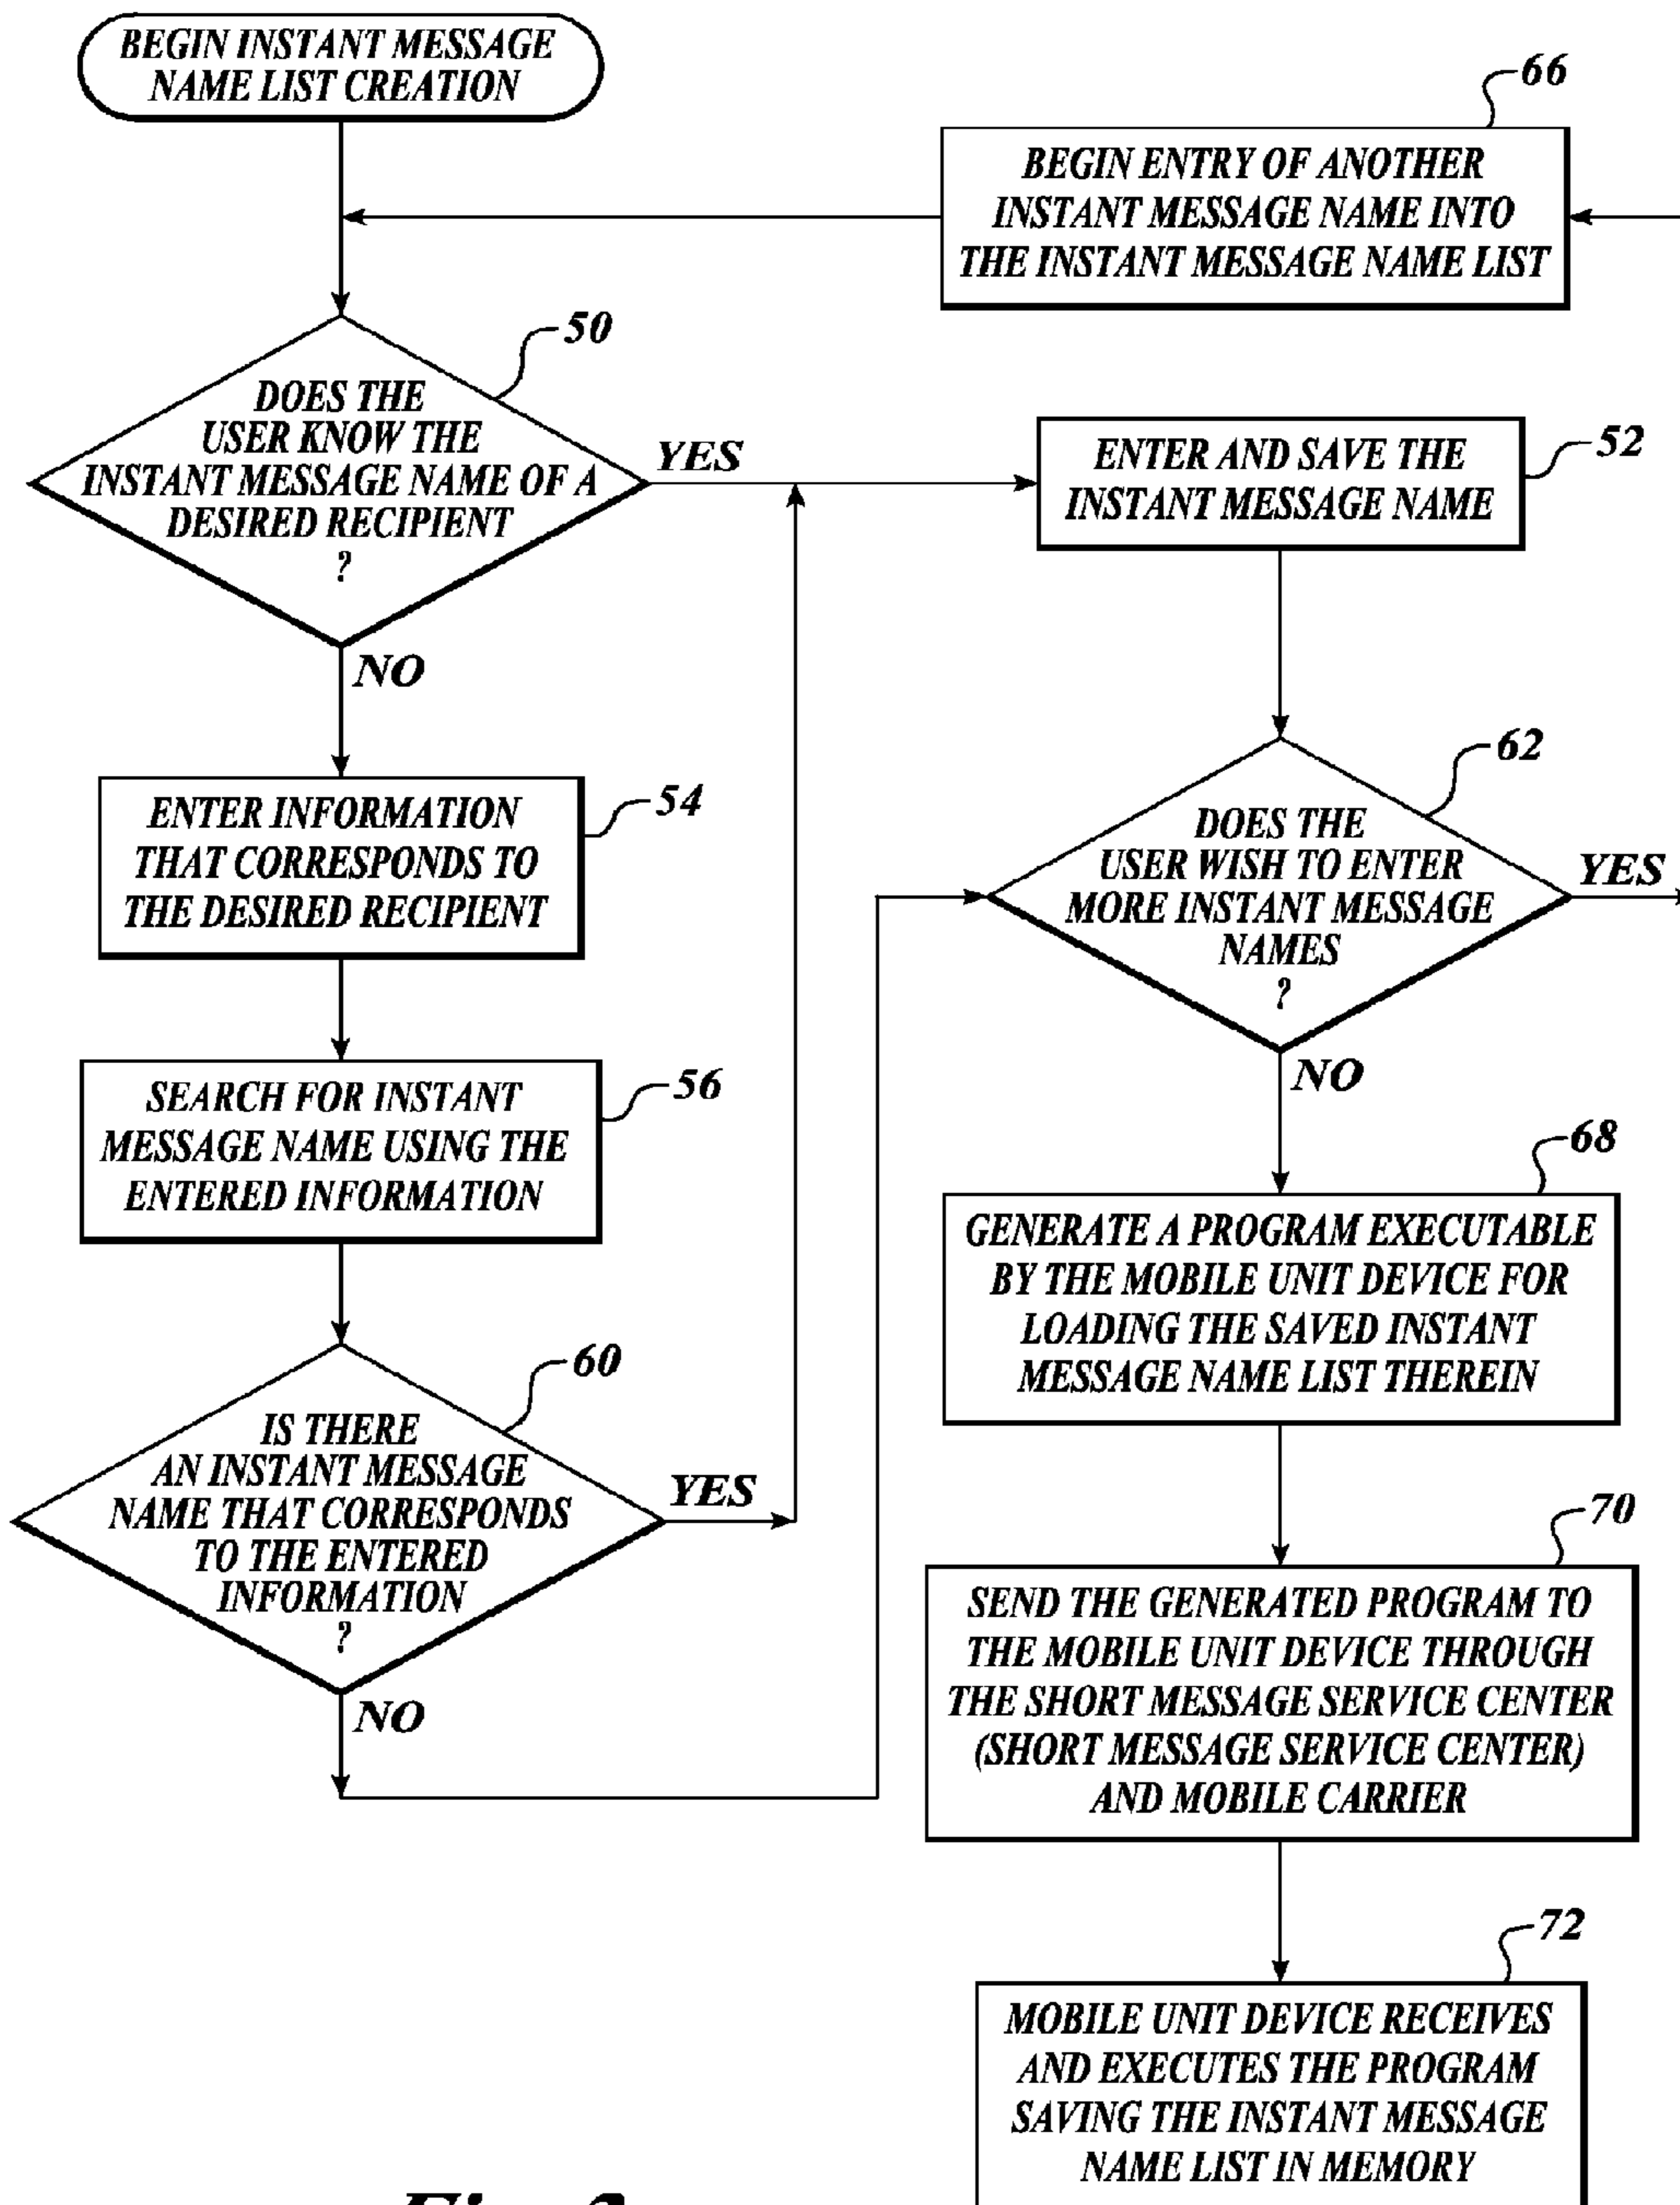 BEGIN INSTANT MESSAGE
NAME LIST CREATION
66
BEGIN ENTRY OF ANOTHER
INSTANT MESSAGE NAME INTO
THE INSTANT MESSAGE NAME LIST
50
DOES THE
USER KNOW THE
INSTANT MESSAGE NAME OF A
DESIRED RECIPIENT
?
YES
NO
52
ENTER AND SAVE THE
INSTANT MESSAGE NAME
54
ENTER INFORMATION
THAT CORRESPONDS TO
THE DESIRED RECIPIENT
62
DOES THE
USER WISH TO ENTER
MORE INSTANT MESSAGE
NAMES
?
YES
NO
56
SEARCH FOR INSTANT
MESSAGE NAME USING THE
ENTERED INFORMATION
60
IS THERE
AN INSTANT MESSAGE
NAME THAT CORRESPONDS
TO THE ENTERED
INFORMATION
?
YES
NO
68
GENERATE A PROGRAM EXECUTABLE
BY THE MOBILE UNIT DEVICE FOR
LOADING THE SAVED INSTANT
MESSAGE NAME LIST THEREIN
70
SEND THE GENERATED PROGRAM TO
THE MOBILE UNIT DEVICE THROUGH
THE SHORT MESSAGE SERVICE CENTER
(SHORT MESSAGE SERVICE CENTER)
AND MOBILE CARRIER
72
MOBILE UNIT DEVICE RECEIVES
AND EXECUTES THE PROGRAM
SAVING THE INSTANT MESSAGE
NAME LIST IN MEMORY